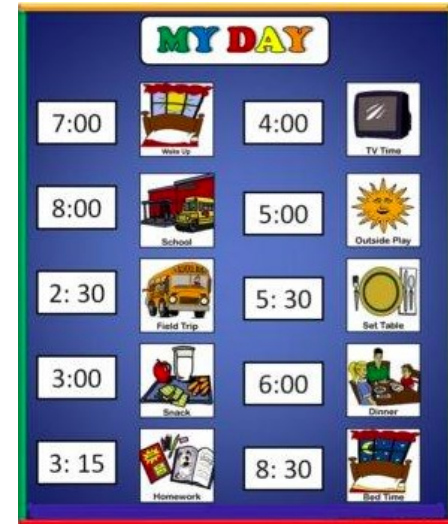 MY DAY
7:00
Wake Up
8:00
School
2: 30
Field Trip
3:00
Snack
3: 15
Homework
4:00
TV Time
5:00
Outside Play
5: 30
Set Table
6:00
Dinner
8: 30
Bed Time